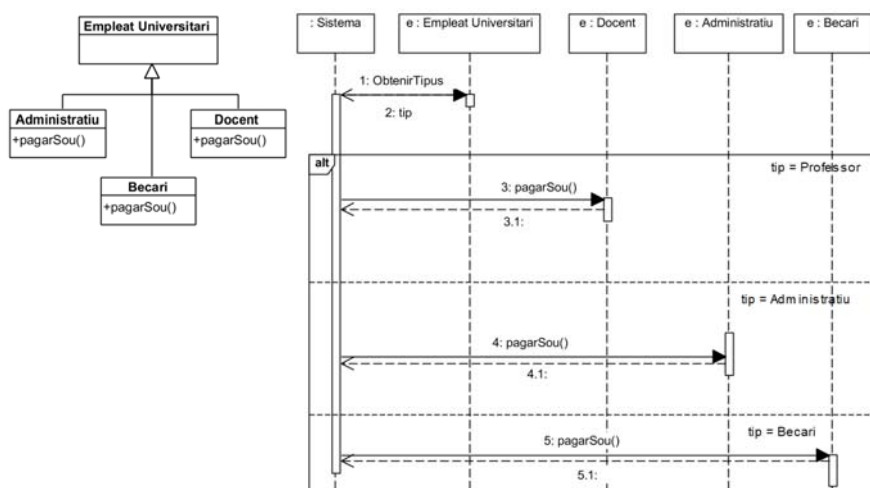 Empleat Universitari
Administratiu
+pagarSou()
Docent
+pagarSou()
Becari
+pagarSou()
: Sistema
e : Empleat Universitari
e : Docent
e : Administratiu
e : Becari
1: ObtenirTipus
2: tip
alt
tip = Professor
3: pagarSou()
3.1:
tip = Administratiu
4: pagarSou()
4.1:
tip = Becari
5: pagarSou()
5.1: